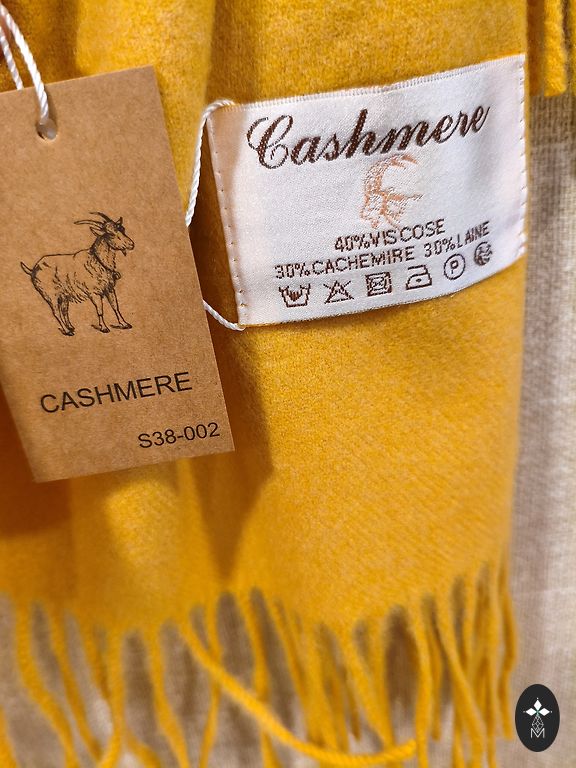 Cashmere
40% VISCOSE
30% CACHEMIRE 30% LAINE
P
CASHMERE
S38-002
M